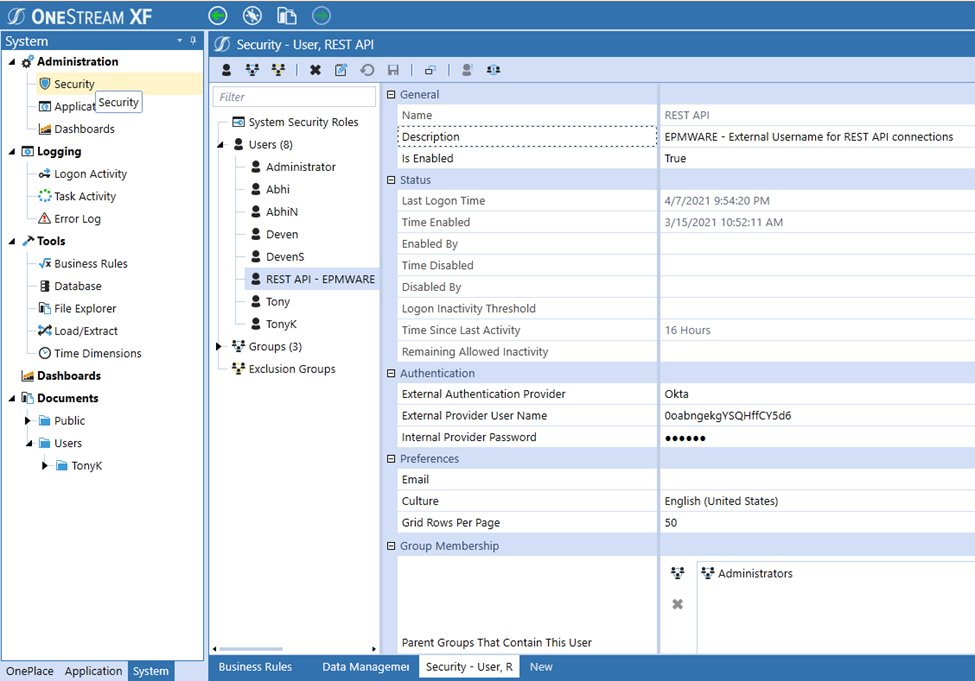 ONESTREAM XF
System
Administration
Security
Applicat
Security
Dashboards
Logging
Logon Activity
Task Activity
Error Log
Tools
Business Rules
Database
File Explorer
Load/Extract
Time Dimensions
Dashboards
Documents
Public
Users
TonyK
OnePlace Application System
Security - User, REST API
Filter
System Security Roles
Users (8)
Administrator
Abhi
AbhiN
Deven
DevenS
REST API - EPMWARE
Tony
TonyK
Groups (3)
Exclusion Groups
General
Name REST API
Description EPMWARE - External Username for REST API connections
Is Enabled True
Status
Last Logon Time 4/7/2021 9:54:20 PM
Time Enabled 3/15/2021 10:52:11 AM
Enabled By
Time Disabled
Disabled By
Logon Inactivity Threshold
Time Since Last Activity 16 Hours
Remaining Allowed Inactivity
Authentication
External Authentication Provider Okta
External Provider User Name 0oabngekgYSQHffCY5d6
Internal Provider Password ●●●●●●
Preferences
Email
Culture English (United States)
Grid Rows Per Page 50
Group Membership
Administrators
Parent Groups That Contain This User
Business Rules Data Managemei Security - User, R New